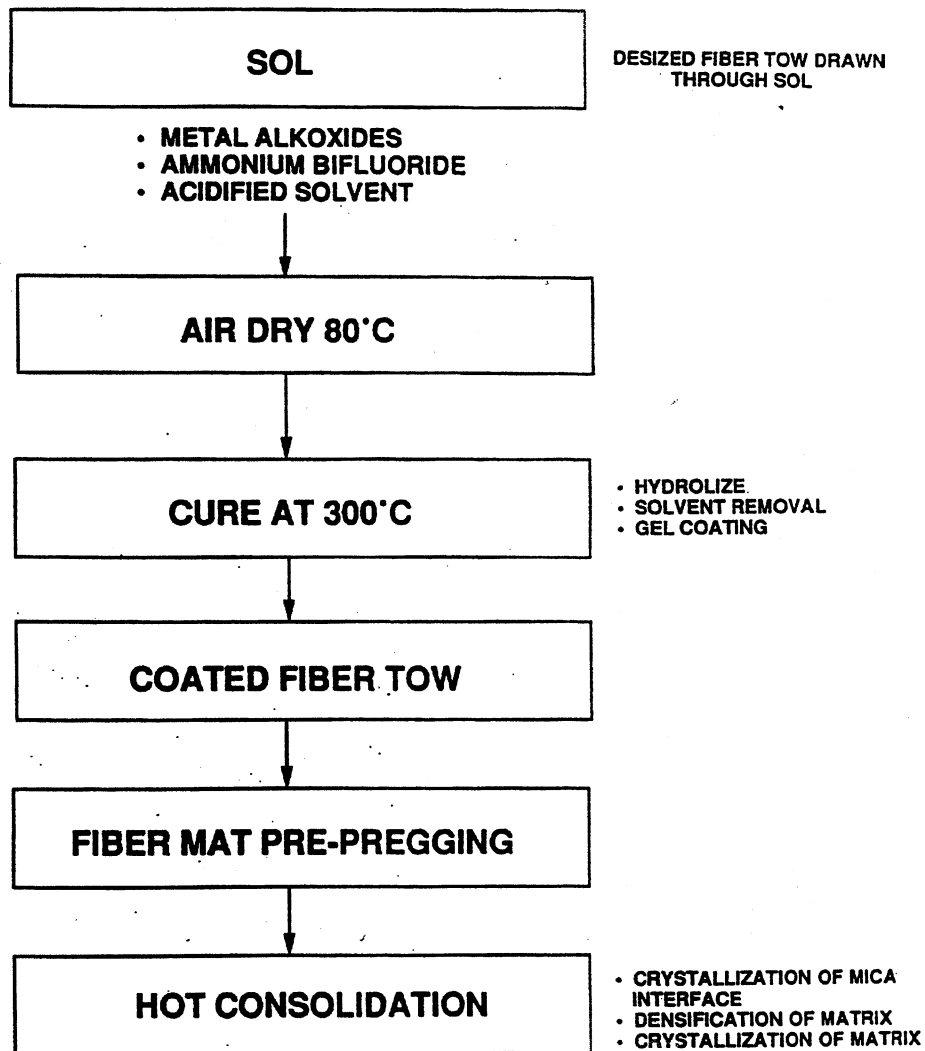 SOL
DESIZED FIBER TOW DRAWN
THROUGH SOL
• METAL ALKOXIDES
• AMMONIUM BIFLUORIDE
• ACIDIFIED SOLVENT
AIR DRY 80°C
CURE AT 300°C
• HYDROLIZE
• SOLVENT REMOVAL
• GEL COATING
COATED FIBER TOW
FIBER MAT PRE-PREGGING
HOT CONSOLIDATION
• CRYSTALLIZATION OF MICA
INTERFACE
• DENSIFICATION OF MATRIX
• CRYSTALLIZATION OF MATRIX